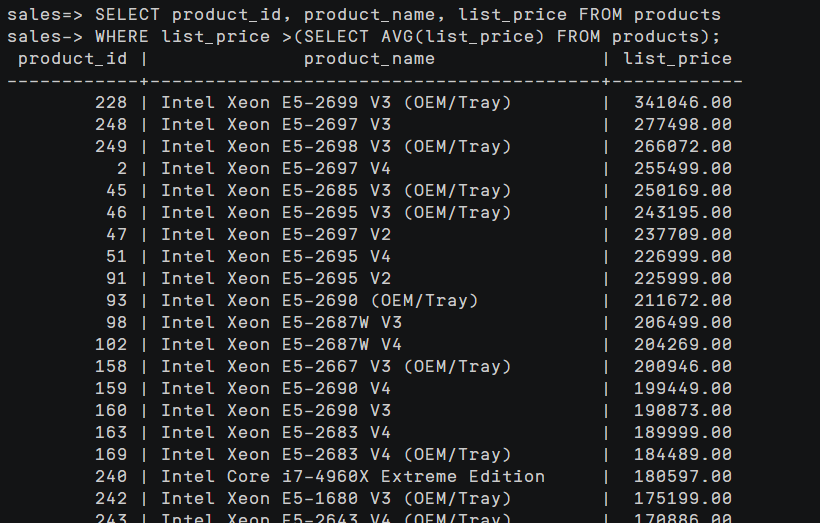 sales=> SELECT product_id, product_name, list_price FROM products
sales-> WHERE list_price >(SELECT AVG(list_price) FROM products);
 product_id |              product_name               | list_price
------------+-----------------------------------------+------------
        228 | Intel Xeon E5-2699 V3 (OEM/Tray)        |  341046.00
        248 | Intel Xeon E5-2697 V3                   |  277498.00
        249 | Intel Xeon E5-2698 V3 (OEM/Tray)        |  266072.00
          2 | Intel Xeon E5-2697 V4                   |  255499.00
         45 | Intel Xeon E5-2685 V3 (OEM/Tray)        |  250169.00
         46 | Intel Xeon E5-2695 V3 (OEM/Tray)        |  243195.00
         47 | Intel Xeon E5-2697 V2                   |  237709.00
         51 | Intel Xeon E5-2695 V4                   |  226999.00
         91 | Intel Xeon E5-2695 V2                   |  225999.00
         93 | Intel Xeon E5-2690 (OEM/Tray)           |  211672.00
         98 | Intel Xeon E5-2687W V3                  |  206499.00
        102 | Intel Xeon E5-2687W V4                  |  204269.00
        158 | Intel Xeon E5-2667 V3 (OEM/Tray)        |  200946.00
        159 | Intel Xeon E5-2690 V4                   |  199449.00
        160 | Intel Xeon E5-2690 V3                   |  190873.00
        163 | Intel Xeon E5-2683 V4                   |  189999.00
        169 | Intel Xeon E5-2683 V4 (OEM/Tray)        |  184489.00
        240 | Intel Core i7-4960X Extreme Edition     |  180597.00
        242 | Intel Xeon E5-1680 V3 (OEM/Tray)        |  175199.00
        243 | Intel Xeon E5-2643 V4 (OEM/Tray)        |  170886.00